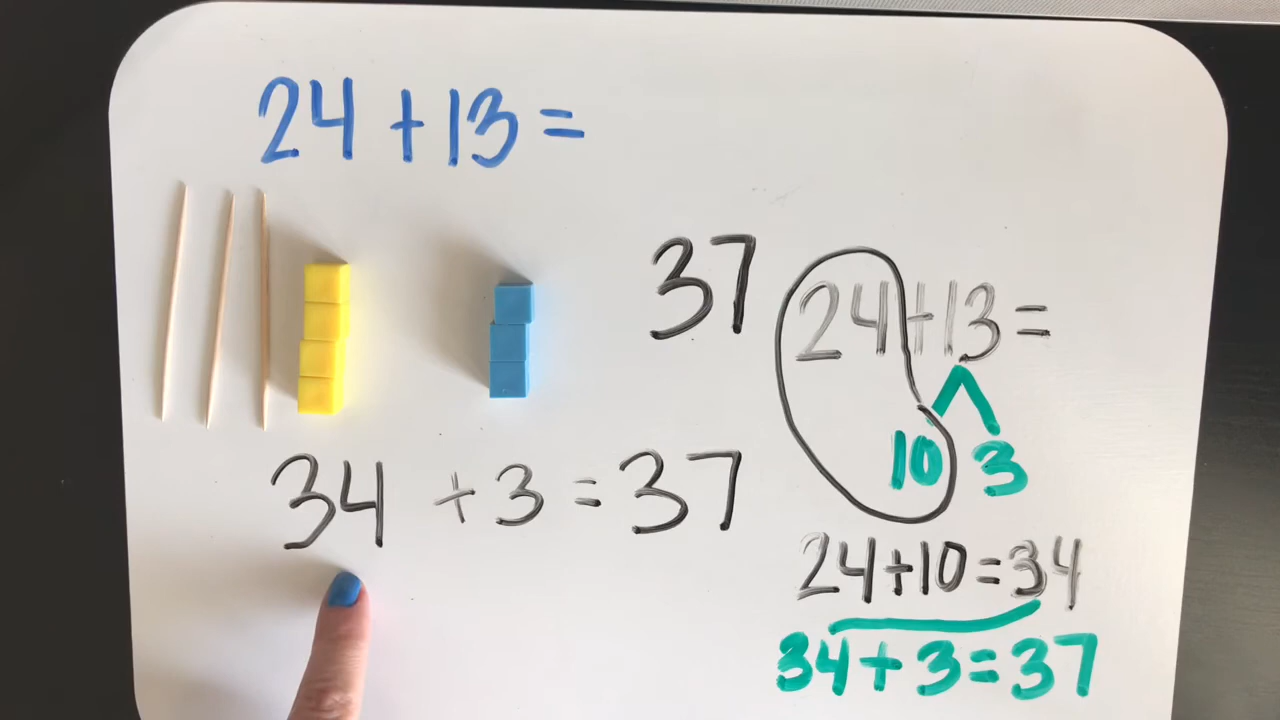 24 + 13 =
37
34 + 3 = 37
24 + 13 =
10 3
24 + 10 = 34
34 + 3 = 37